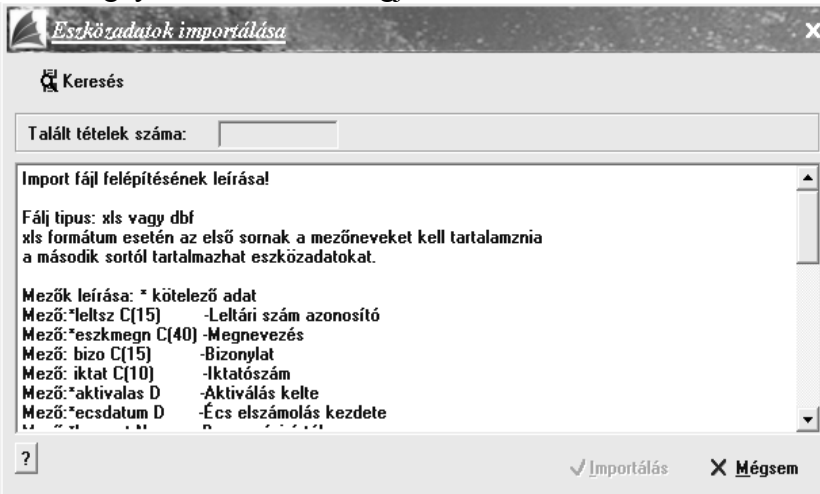 Eszközadatok importálása
Keresés
Talált tételek száma:
Import fájl felépítésének leírása!
Fálj tipus: xls vagy dbf
xls formátum esetén az első sornak a mezőneveket kell tartalamznia
a második sortól tartalmazhat eszközadatokat.
Mezők leírása: * kötelező adat
Mező:*leltsz C(15) -Leltári szám azonosító
Mező:*eszkmegn C(40) -Megnevezés
Mező: bizo C(15) -Bizonylat
Mező: iktat C(10) -Iktatószám
Mező:*aktivalas D -Aktiválás kelte
Mező:*ecsdatum D -Écs elszámolás kezdete
?
Importálás
Mégsem